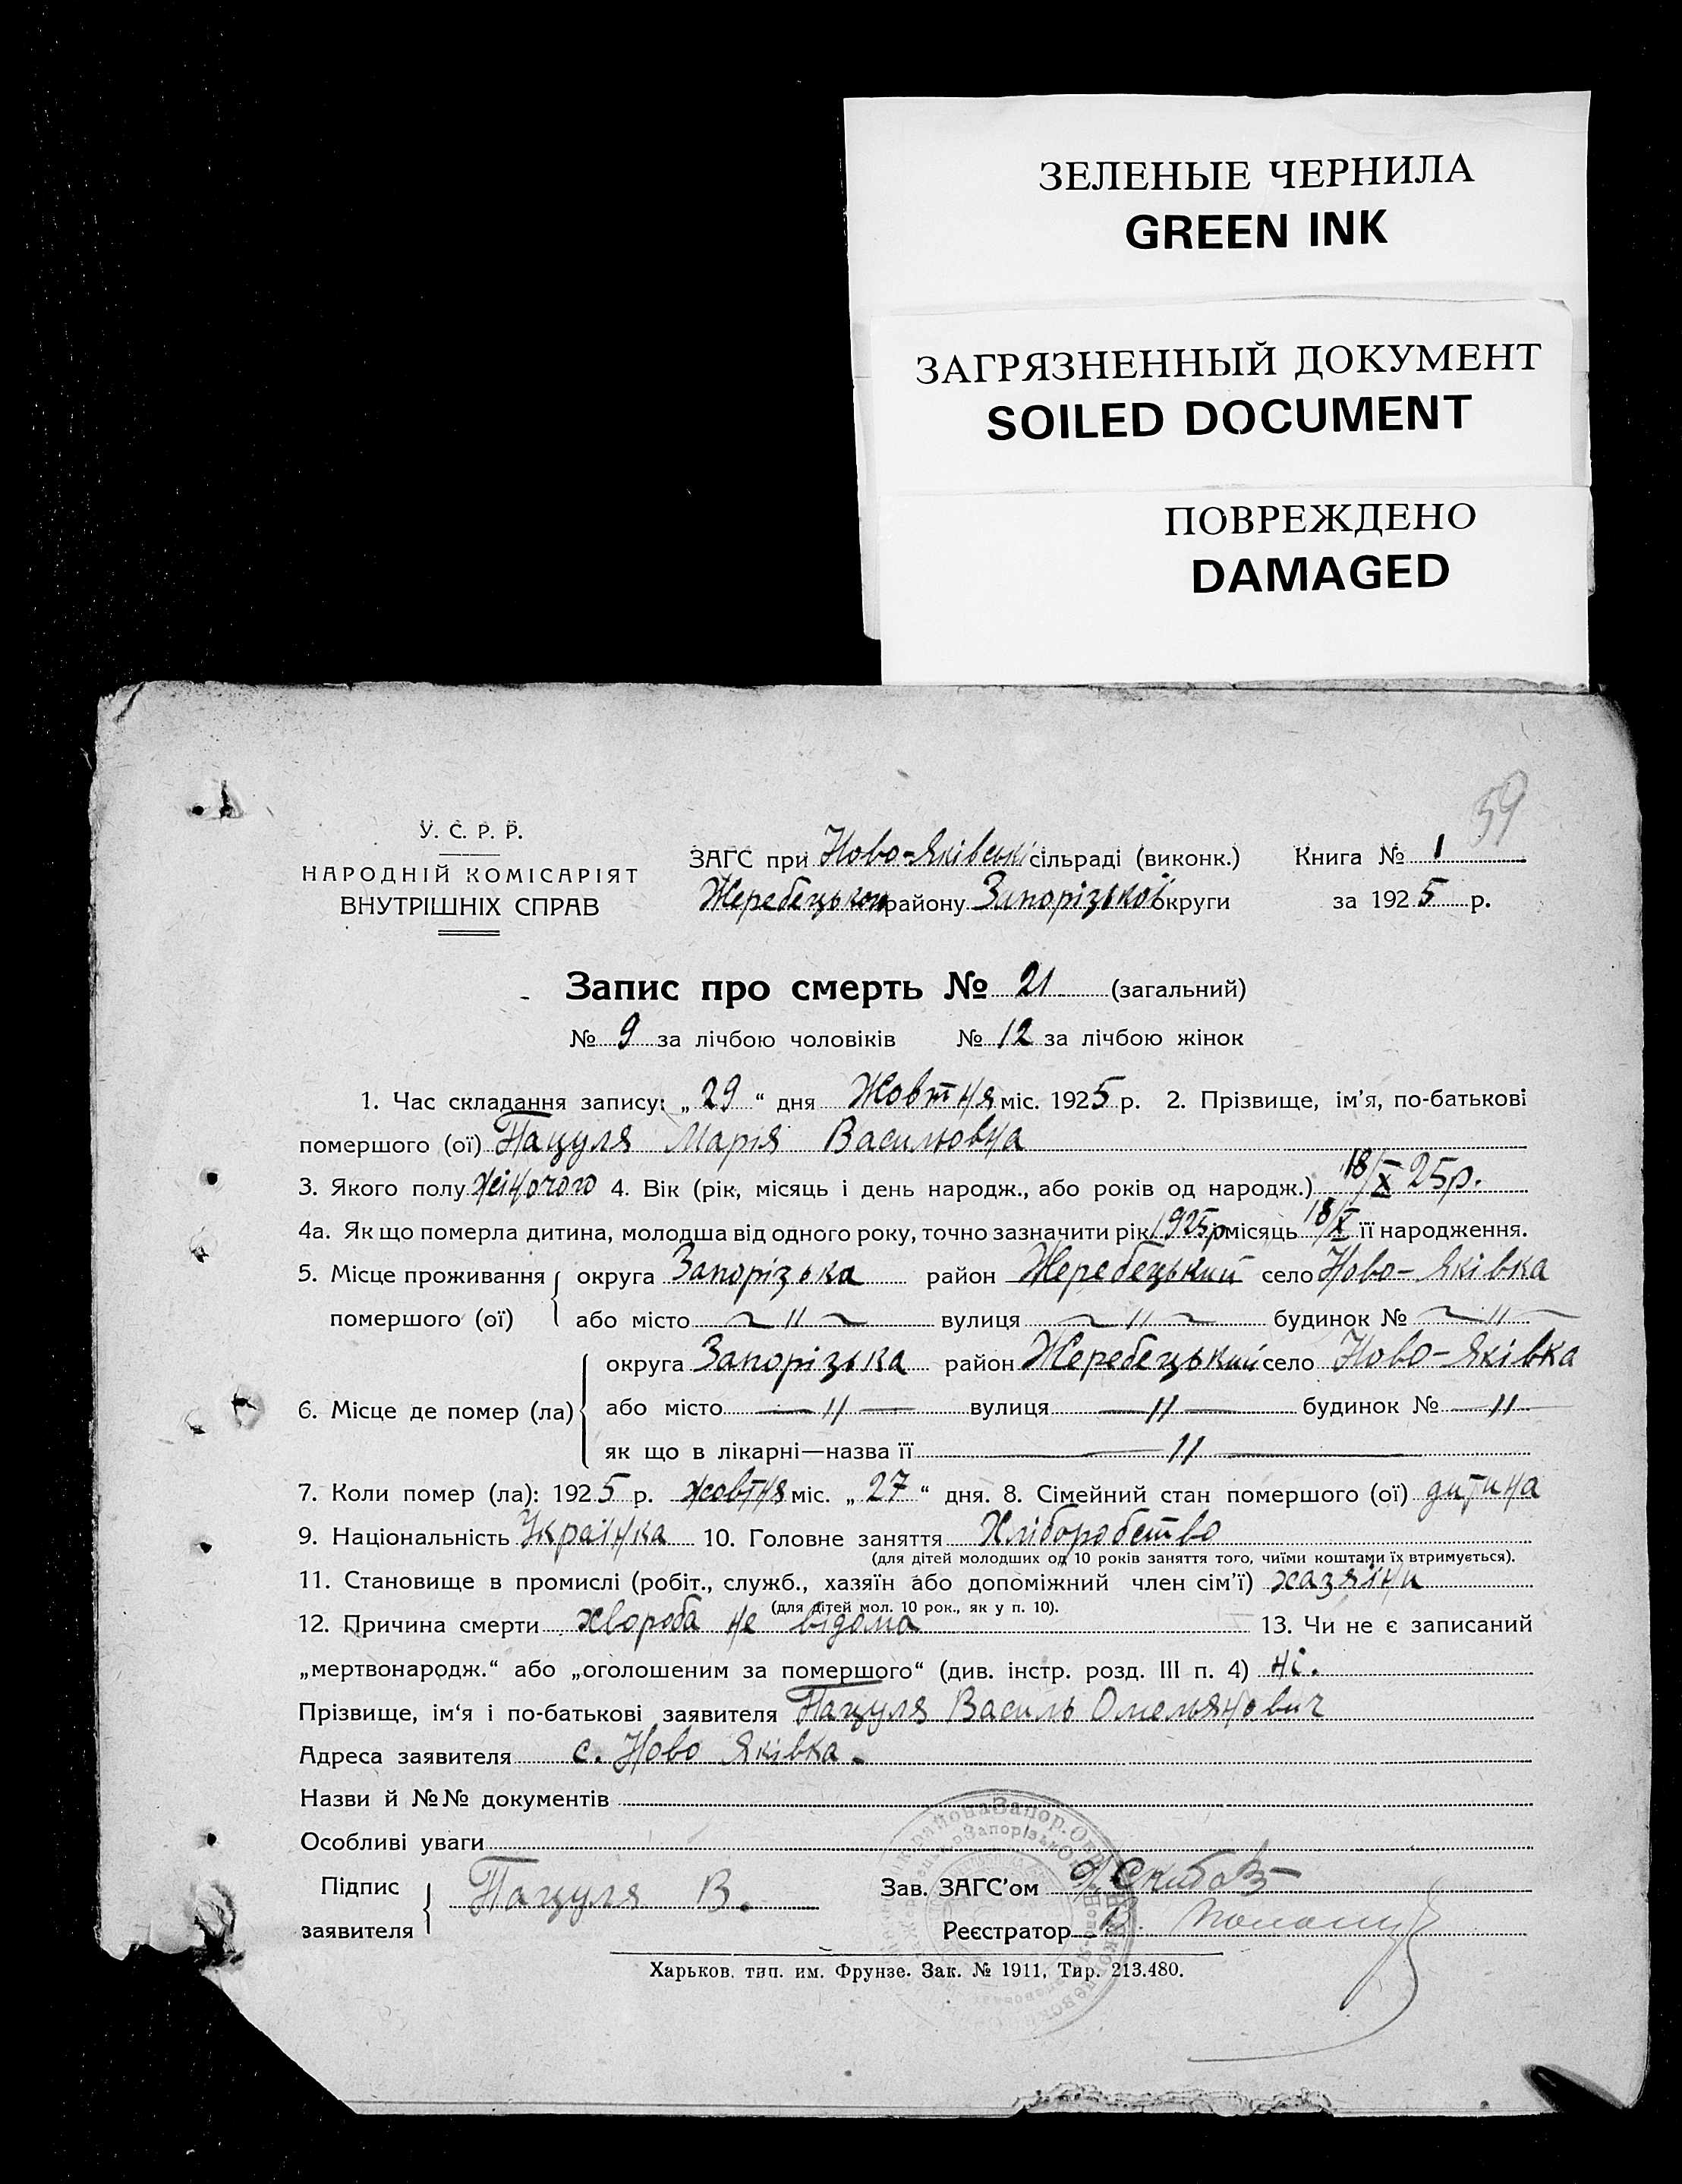 ЗЕЛЕНЫЕ ЧЕРНИЛА
GREEN INK
ЗАГРЯЗНЕННЫЙ ДОКУМЕНТ
SOILED DOCUMENT
ПОВРЕЖДЕНО
DAMAGED
59
У. С. Р. Р.
НАРОДНІЙ КОМІСАРІЯТ
ВНУТРІШНІХ СПРАВ
ЗАГС при Ново-Яківські сільраді (виконк.) Книга № 1
Жеребецького району Запорізької округи за 1925 р.
Запис про смерть № 21 (загальний)
№ 9 за лічбою чоловіків № 12 за лічбою жінок
1. Час складання запису: „ 29 “ дня Жовтня міс. 1925 р. 2. Прізвище, ім’я, по-батькові
помершого (ої) Пацуля Марія Васильовна
3. Якого полу жіночого 4. Вік (рік, місяць і день народж., або років од народж.) 18/X 25р.
4а. Як що померла дитина, молодша від одного року, точно зазначити рік 1925р місяць 18/X її народження.
5. Місце проживання округа Запорізька район Жеребецький село Ново-Яківка
помершого (ої) або місто ~ 〃 ~ вулиця ~ 〃 ~ будинок № ~ 〃 ~
округа Запорізька район Жеребецький село Ново-Яківка
6. Місце де помер (ла) або місто — 〃 — вулиця — 〃 — будинок № — 〃 —
як що в лікарні—назва її — 〃 —
7. Коли помер (ла): 1925 р. жовтня міс. „ 27 “ дня. 8. Сімейний стан помершого (ої) дитина
9. Національність Українка 10. Головне заняття Хліборобство
(для дітей молодших од 10 років заняття того, чиїми коштами їх втримується).
11. Становище в промислі (робіт., служб., хазяїн або допоміжний член сім’ї) хазяїни
(для дітей мол. 10 рок., як у п. 10).
12. Причина смерти хвороба не відома 13. Чи не є записаний
„мертвонародж.“ або „оголошеним за помершого“ (див. інстр. розд. III п. 4) ні.
Прізвище, ім‘я і по-батькові заявителя Пацуля Василь Омельянович
Адреса заявителя с. Ново Яківка.
Назви й №№ документів
Особливі уваги
Підпис заявителя Пацуля В.
Зав. ЗАГС’ом
Реєстратор
Харьков. тип. им. Фрунзе. Зак. № 1911, Тир. 213.480.